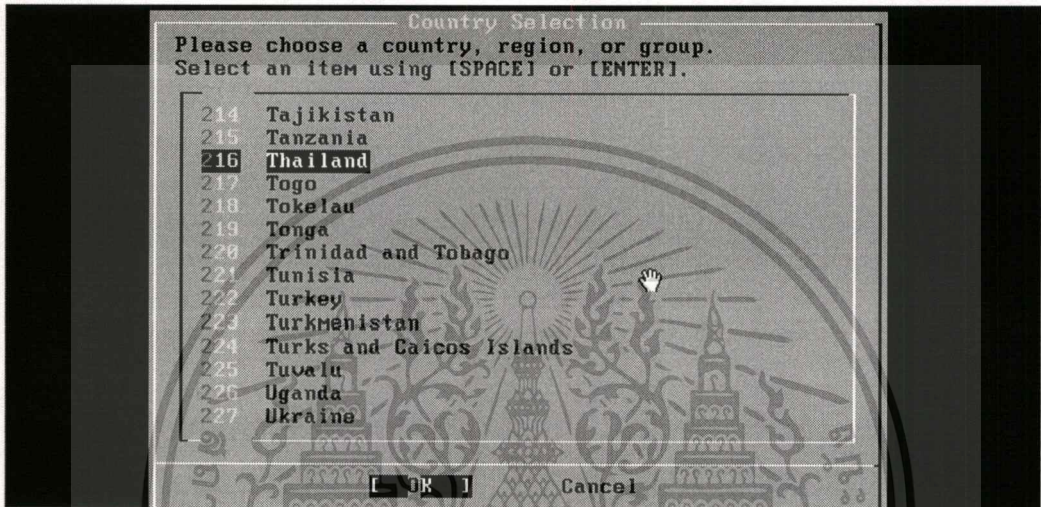 Country Selection
Please choose a country, region, or group.
Select an item using [SPACE] or [ENTER].
214 Tajikistan
215 Tanzania
216 Thailand
217 Togo
218 Tokelau
219 Tonga
220 Trinidad and Tobago
221 Tunisia
222 Turkey
223 Turkmenistan
224 Turks and Caicos Islands
225 Tuvalu
226 Uganda
227 Ukraine
[ OK ] Cancel